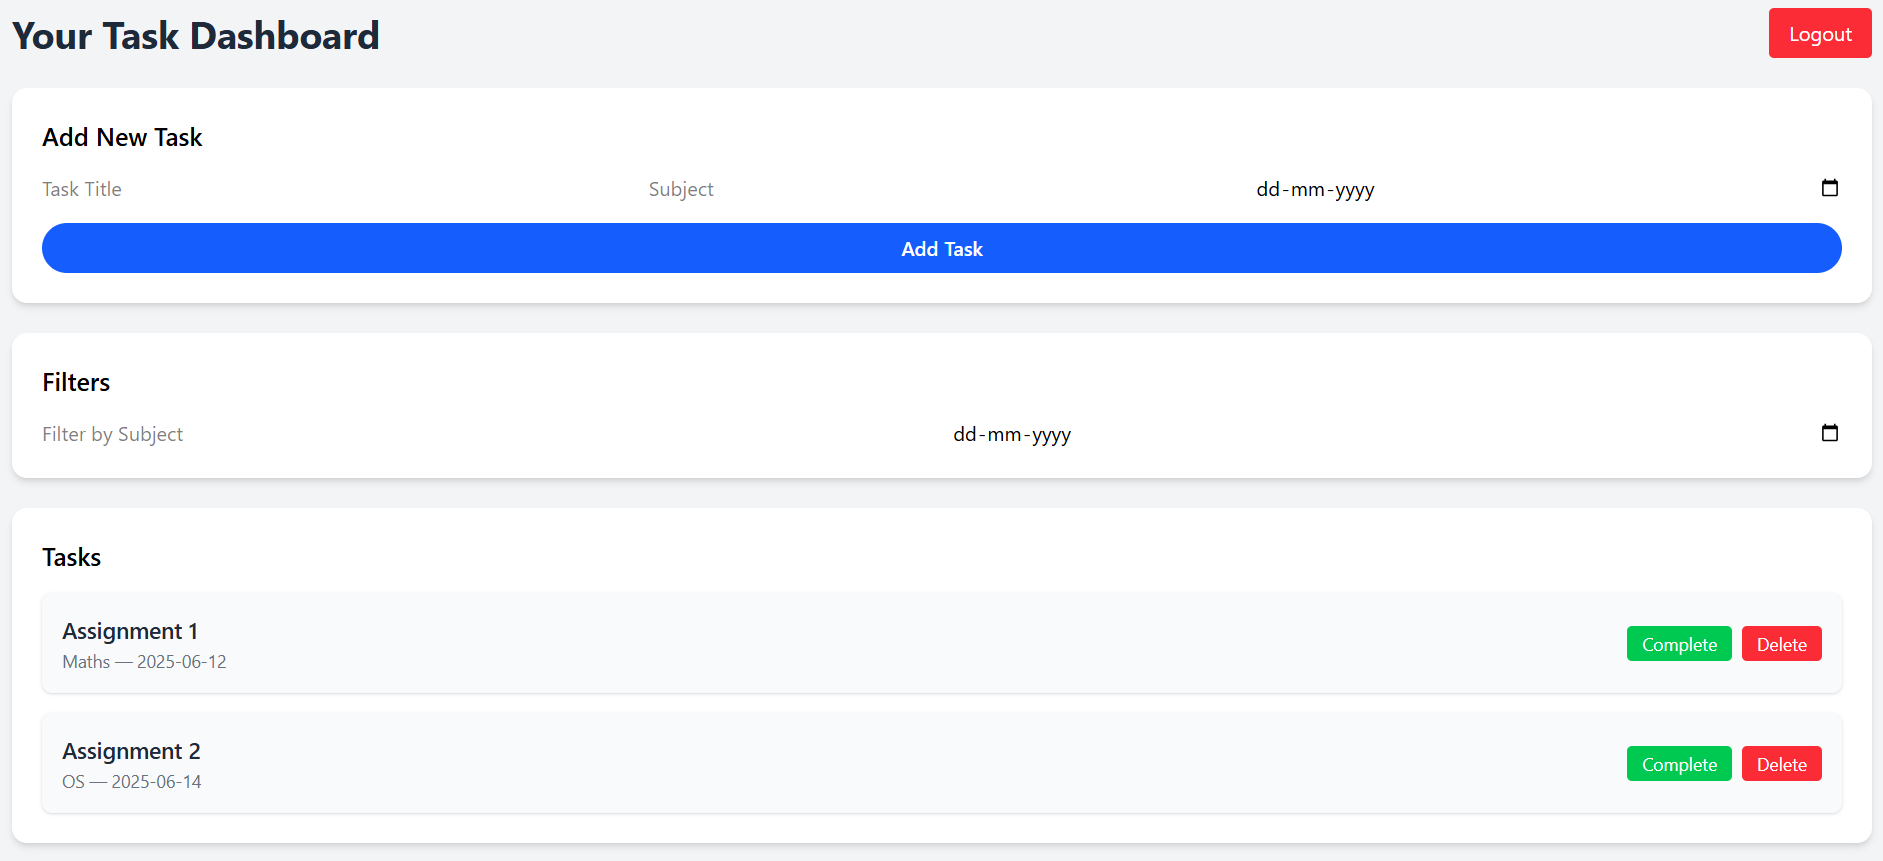 Your Task Dashboard
Logout
Add New Task
Task Title
Subject
dd-mm-yyyy
Add Task
Filters
Filter by Subject
dd-mm-yyyy
Tasks
Assignment 1
Maths — 2025-06-12
Complete
Delete
Assignment 2
OS — 2025-06-14
Complete
Delete